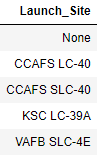 Launch_Site
None
CCAFS LC-40
CCAFS SLC-40
KSC LC-39A
VAFB SLC-4E